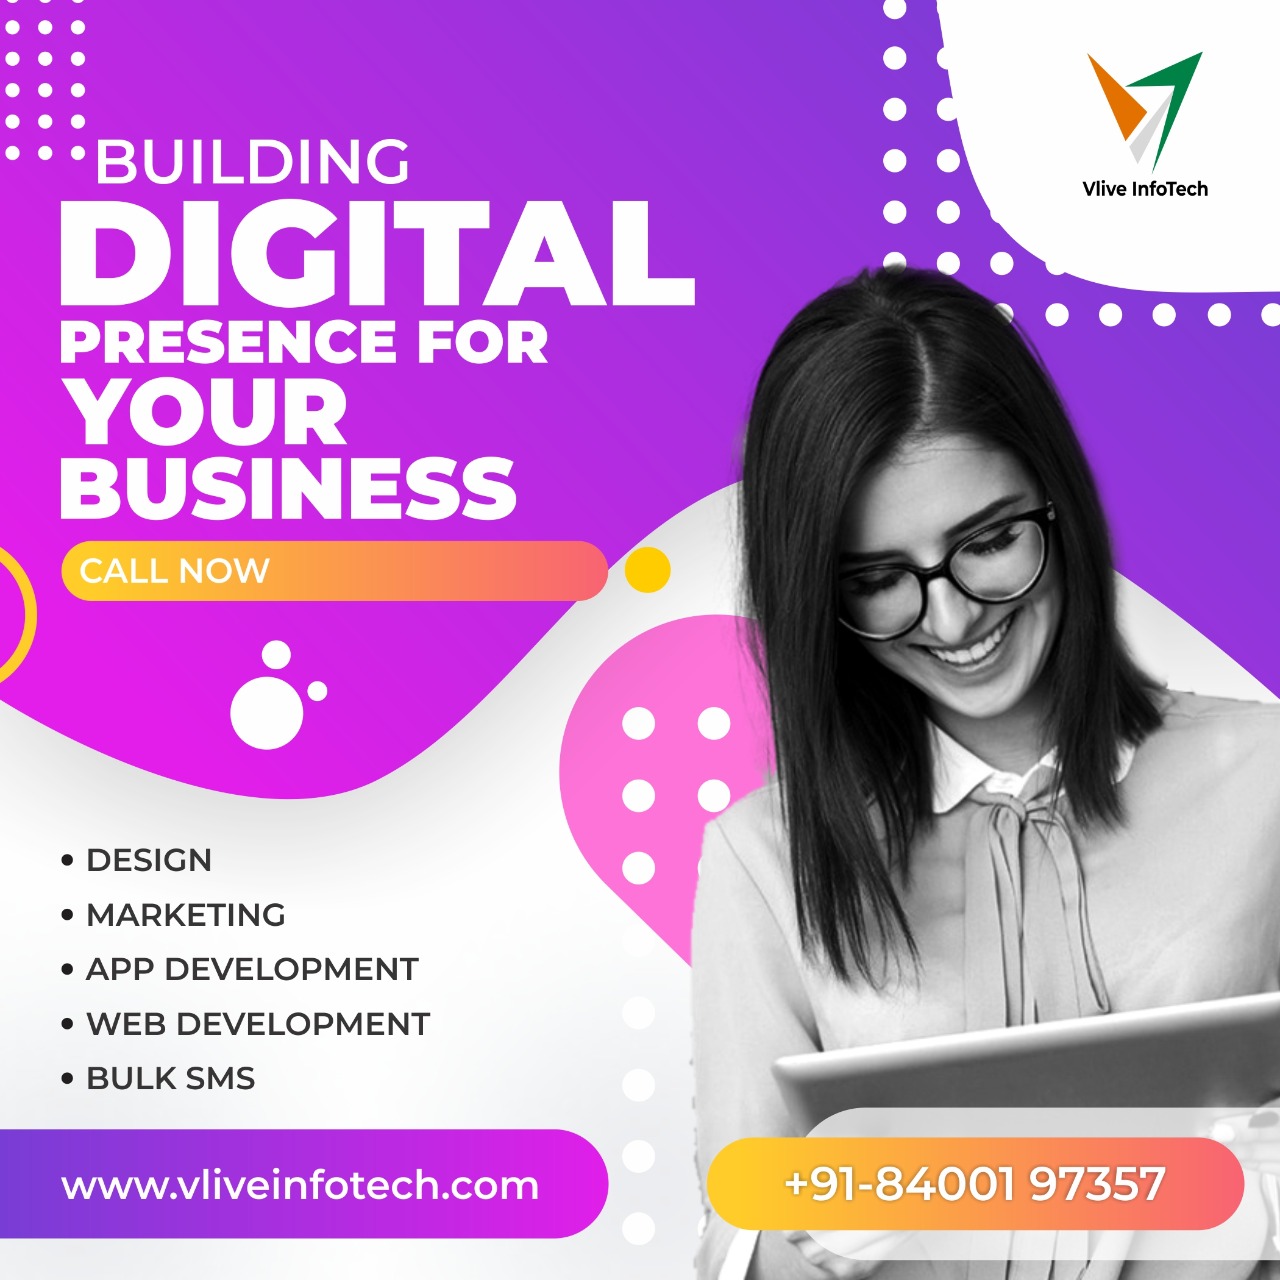 Vlive InfoTech
BUILDING
DIGITAL
PRESENCE FOR
YOUR
BUSINESS
CALL NOW
• DESIGN
• MARKETING
• APP DEVELOPMENT
• WEB DEVELOPMENT
• BULK SMS
www.vliveinfotech.com
+91-84001 97357